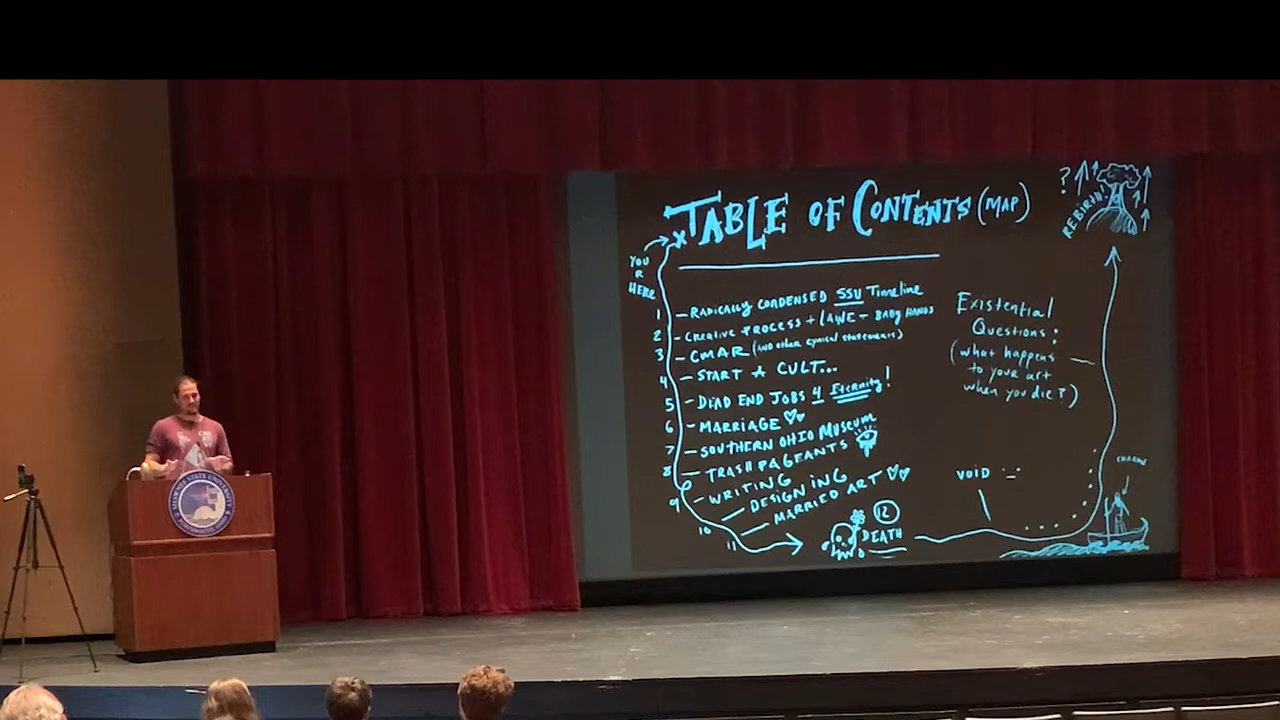 TABLE OF CONTENTS (MAP)
YOU
R
HERE
1 - RADICALLY CONDENSED SSU Timeline
2 - CREATIVE PROCESS + LAWE - BABY HANDS
3 - CMAR (AND OTHER CYNICAL STATEMENTS)
4 - START A CULT...
5 - DEAD END JOBS 4 Eternity!
6 - MARRIAGE
7 - SOUTHERN OHIO MUSEUM
8 - TRASH PAGEANTS
9 - WRITING
10 - DESIGNING
11 - MARRIED ART
12
DEATH
VOID
CHARON
Existential
Questions:
(what happens
to your art
when you die?)
?
REBIRTH!
SHAWNEE STATE UNIVERSITY